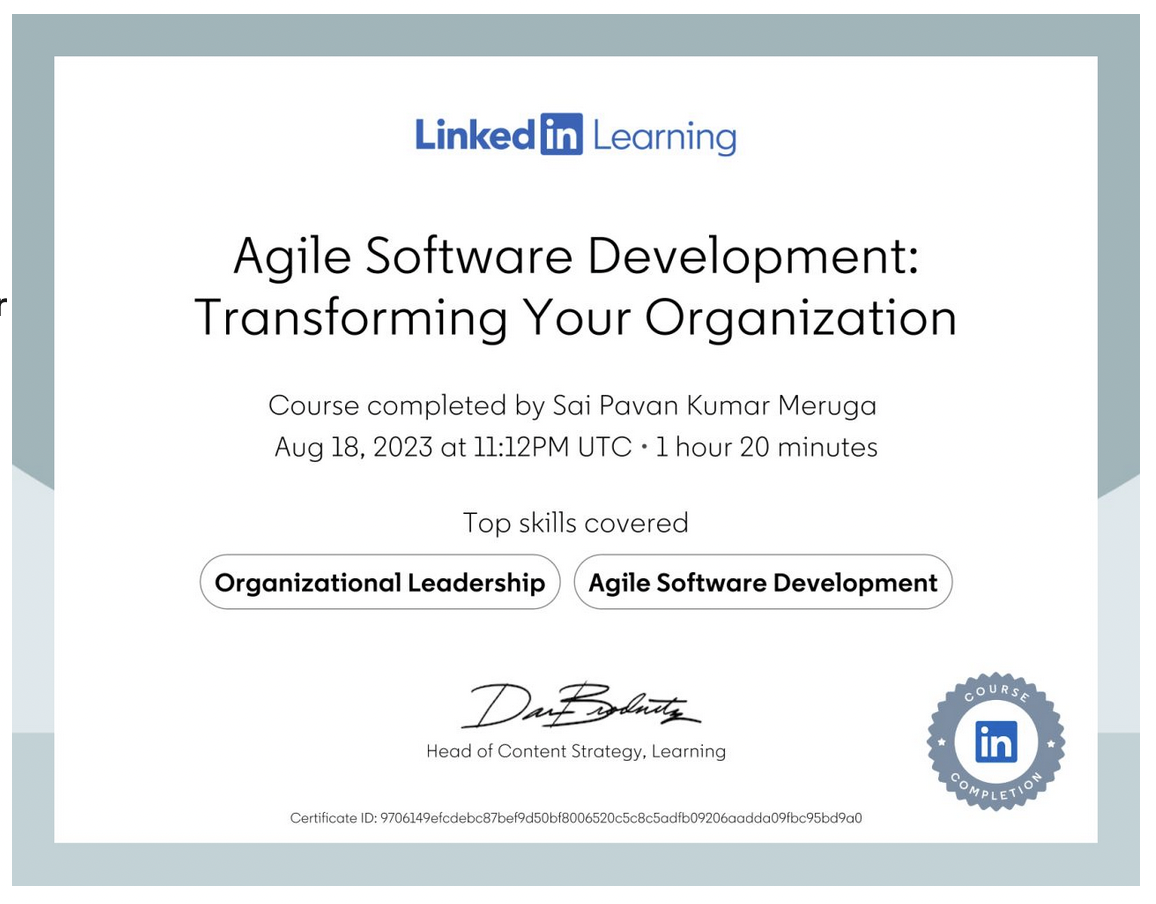 Linked in Learning
Agile Software Development:
Transforming Your Organization
r
Course completed by Sai Pavan Kumar Meruga
Aug 18, 2023 at 11:12PM UTC • 1 hour 20 minutes
Top skills covered
Organizational Leadership
Agile Software Development
Dan Brodnitz
Head of Content Strategy, Learning
COURSE
in
COMPLETION
Certificate ID: 9706149efcdebc87bef9d50bf8006520c5c8c5adfb09206aadda09fbc95bd9a0